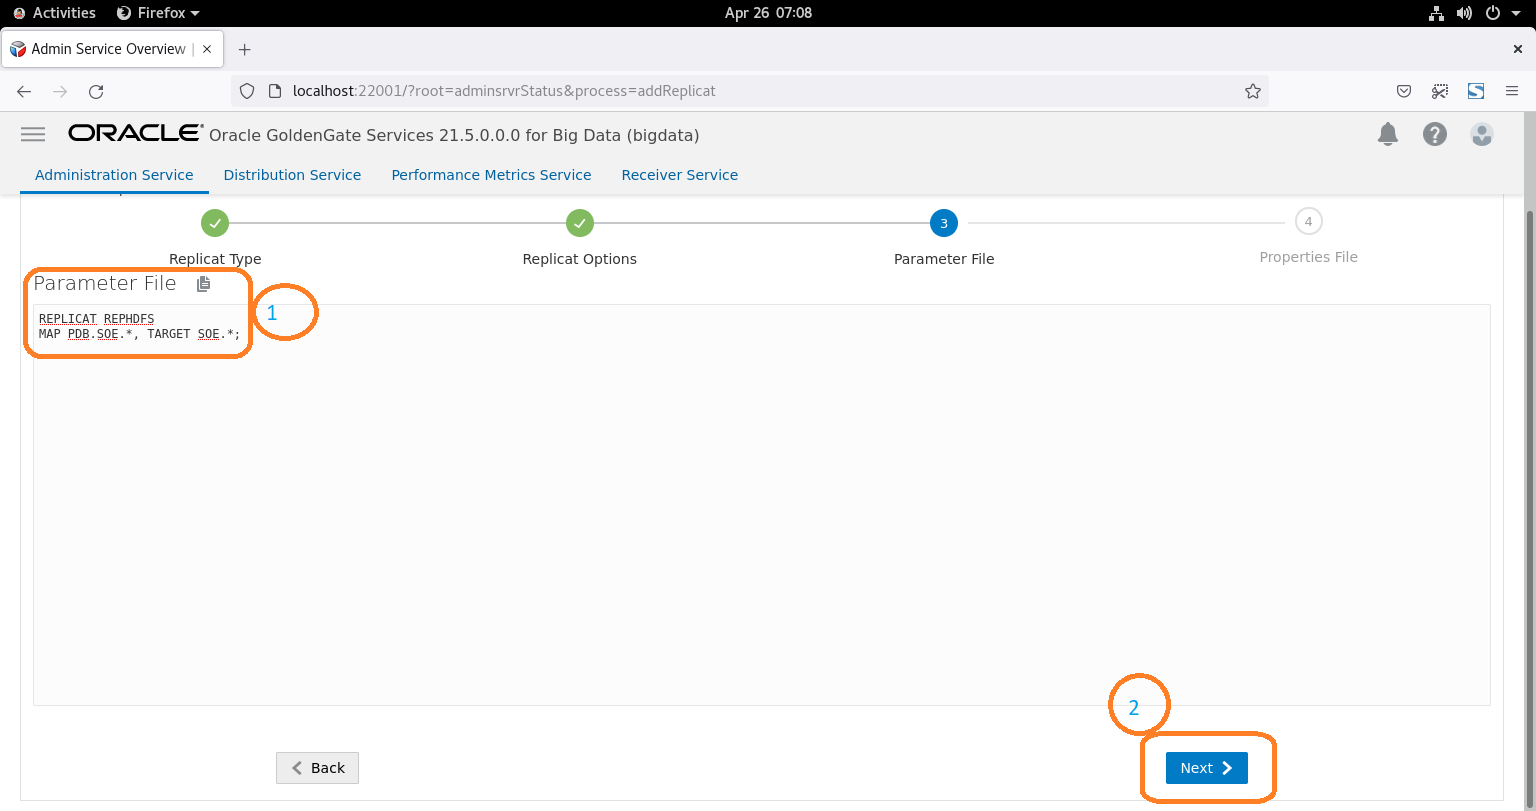 Activities Firefox Apr 26 07:08
Admin Service Overview
localhost:22001/?root=adminsrvrStatus&process=addReplicat
ORACLE® Oracle GoldenGate Services 21.5.0.0.0 for Big Data (bigdata)
?
Administration Service Distribution Service Performance Metrics Service Receiver Service
3 4
Replicat Type Replicat Options Parameter File Properties File
Parameter File
1
REPLICAT REPHDFS
MAP PDB.SOE.*, TARGET SOE.*;
2
Back Next